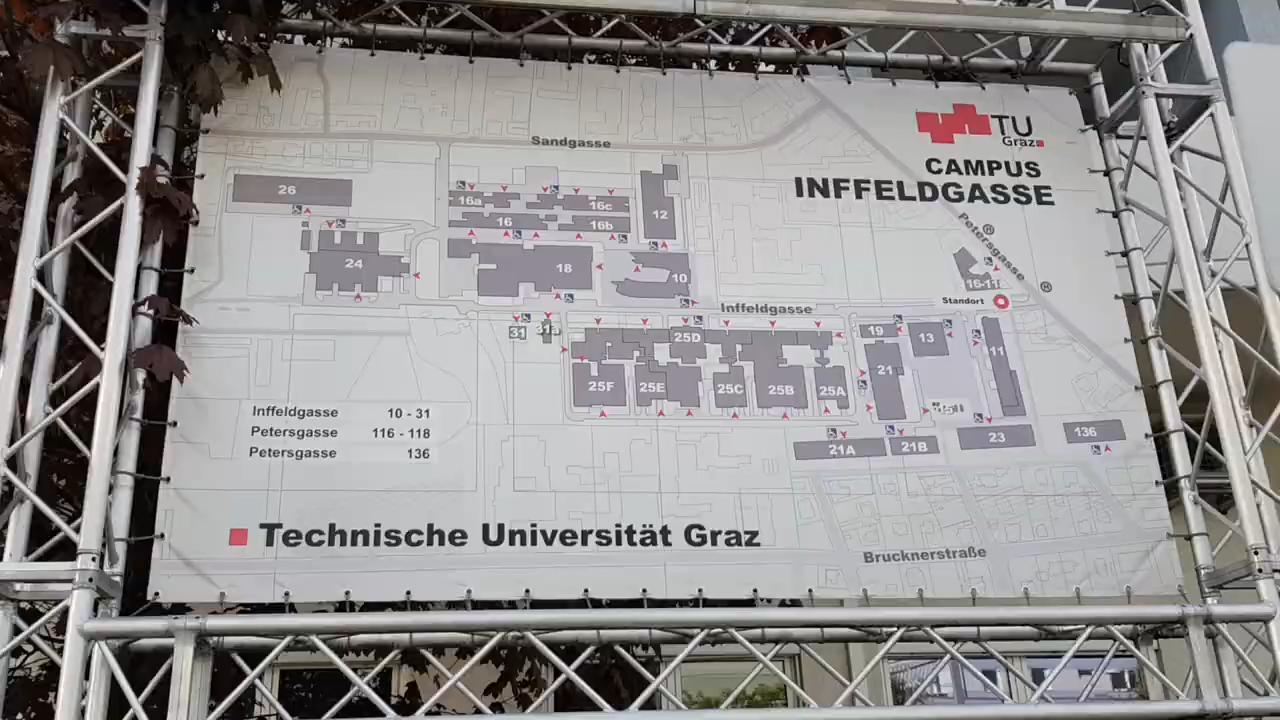 TU
Graz
CAMPUS
INFFELDGASSE
Sandgasse
26
16a
16c
16
16b
12
24
18
10
Petersgasse
H
H
Standort
Inffeldgasse
31
31a
25D
19
13
11
21
25F
25E
25C
25B
25A
21A
21B
23
136
Inffeldgasse 10 - 31
Petersgasse 116 - 118
Petersgasse 136
Technische Universität Graz
Brucknerstraße